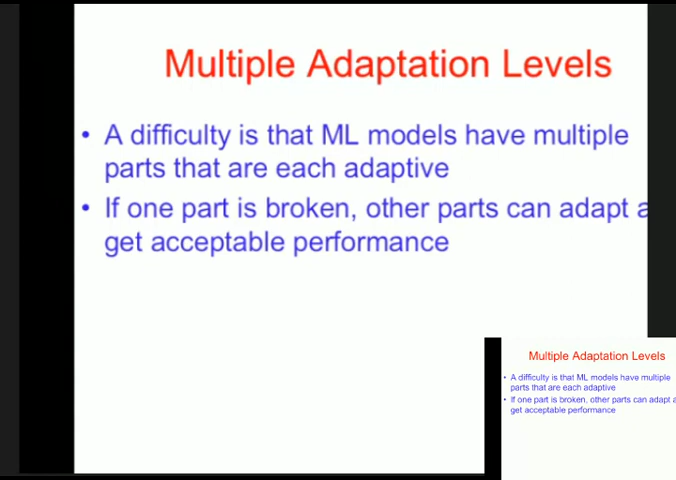 Multiple Adaptation Levels
• A difficulty is that ML models have multiple
parts that are each adaptive
• If one part is broken, other parts can adapt a
get acceptable performance
Multiple Adaptation Levels
• A difficulty is that ML models have multiple
parts that are each adaptive
• If one part is broken, other parts can adapt a
get acceptable performance